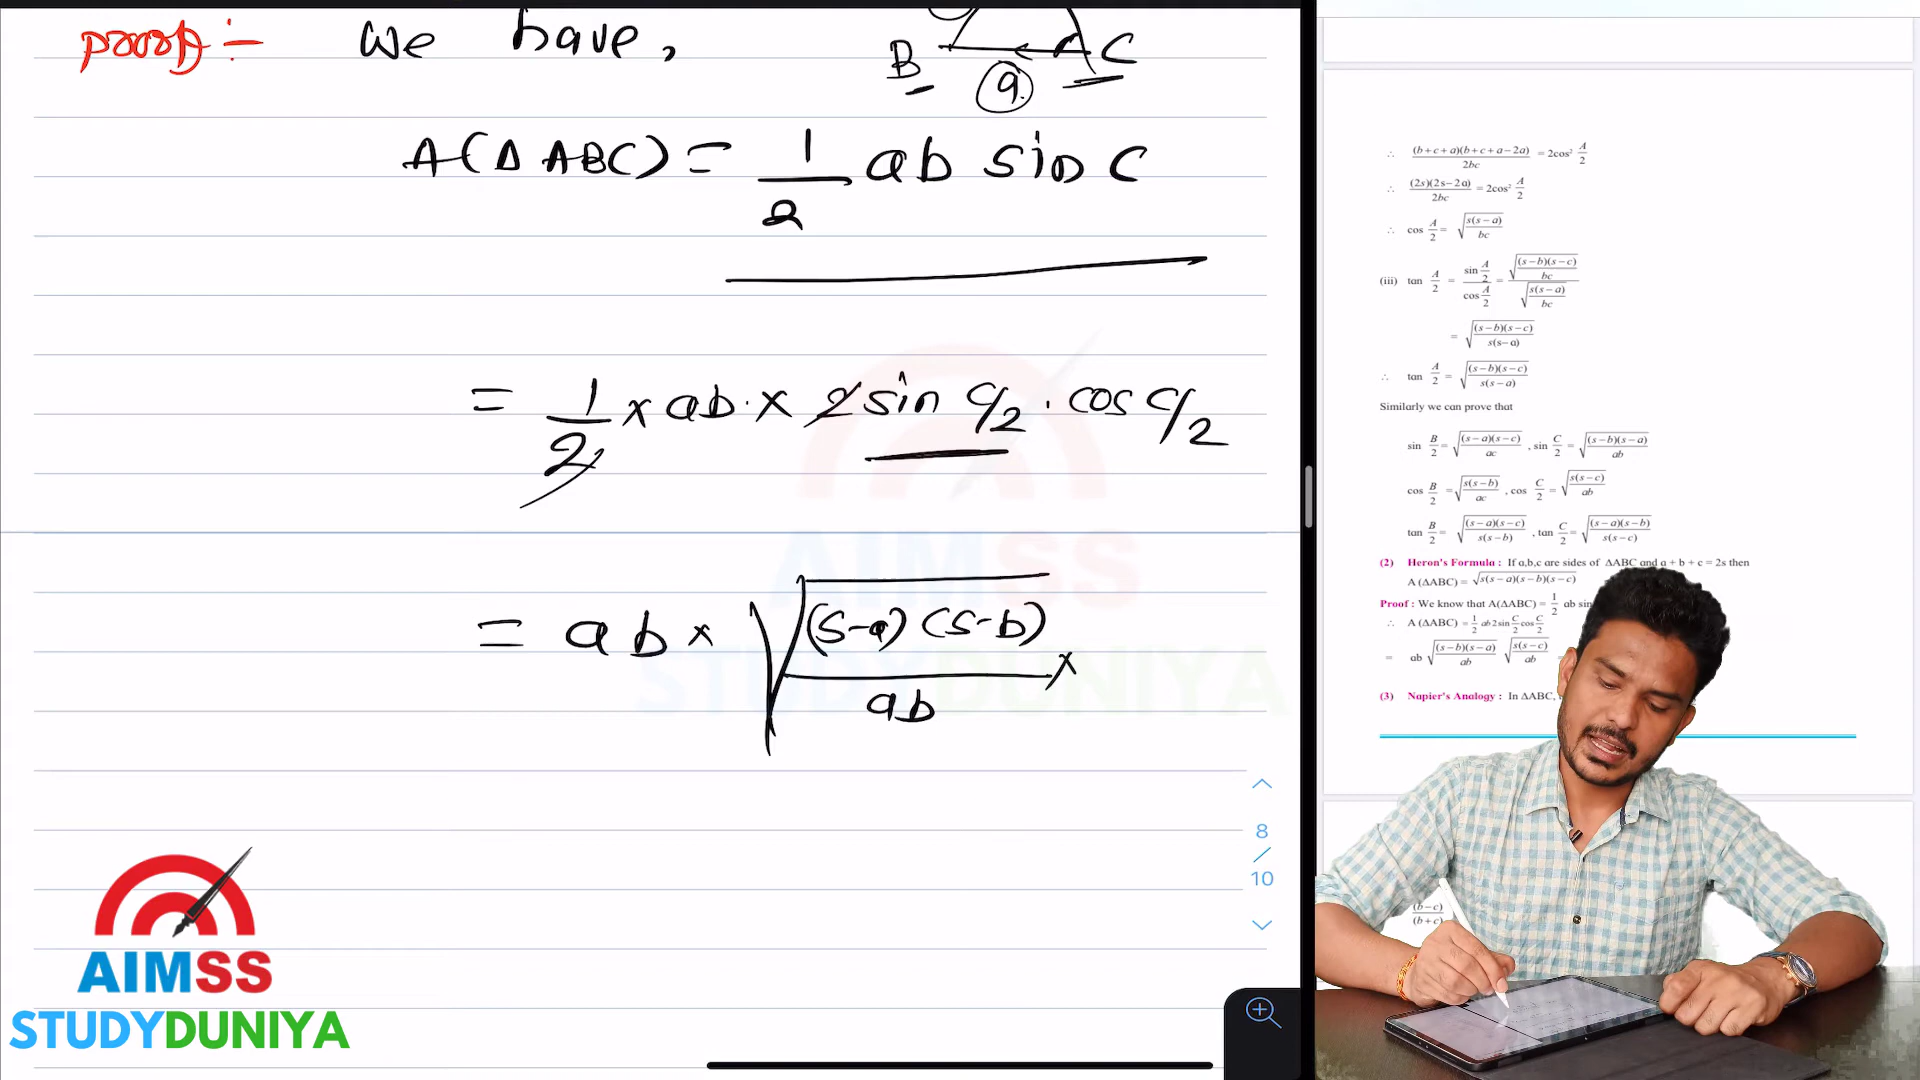 proof :- We have,
B a C
A(Δ ABC) = 1/2 ab sin C
= 1/2 × ab · × 2 sin C/2 · cos C/2
= ab × √((s-a)(s-b)/ab) ×
8
/
10
AIMSS
STUDYDUNIYA
AIMSS
STUDYDUNIYA
∴ (b+c+a)(b+c+a−2a)/2bc = 2cos² A/2
∴ (2s)(2s−2a)/2bc = 2cos² A/2
∴ cos A/2 = √(s(s−a)/bc)
(iii) tan A/2 = sin A/2 / cos A/2 = √((s−b)(s−c)/bc) / √(s(s−a)/bc)
= √((s−b)(s−c)/s(s−a))
∴ tan A/2 = √((s−b)(s−c)/s(s−a))
Similarly we can prove that
sin B/2 = √((s−a)(s−c)/ac) , sin C/2 = √((s−b)(s−a)/ab)
cos B/2 = √(s(s−b)/ac) , cos C/2 = √(s(s−c)/ab)
tan B/2 = √((s−a)(s−c)/s(s−b)) , tan C/2 = √((s−a)(s−b)/s(s−c))
(2) Heron's Formula : If a,b,c are sides of ΔABC and a + b + c = 2s then
A (ΔABC) = √(s(s−a)(s−b)(s−c))
Proof : We know that A(ΔABC) = 1/2 ab sin
∴ A (ΔABC) = 1/2 ab 2sin C/2 cos C/2
= ab √((s−b)(s−a)/ab) √(s(s−c)/ab) =
(3) Napier's Analogy : In ΔABC,
(b−c)/(b+c)